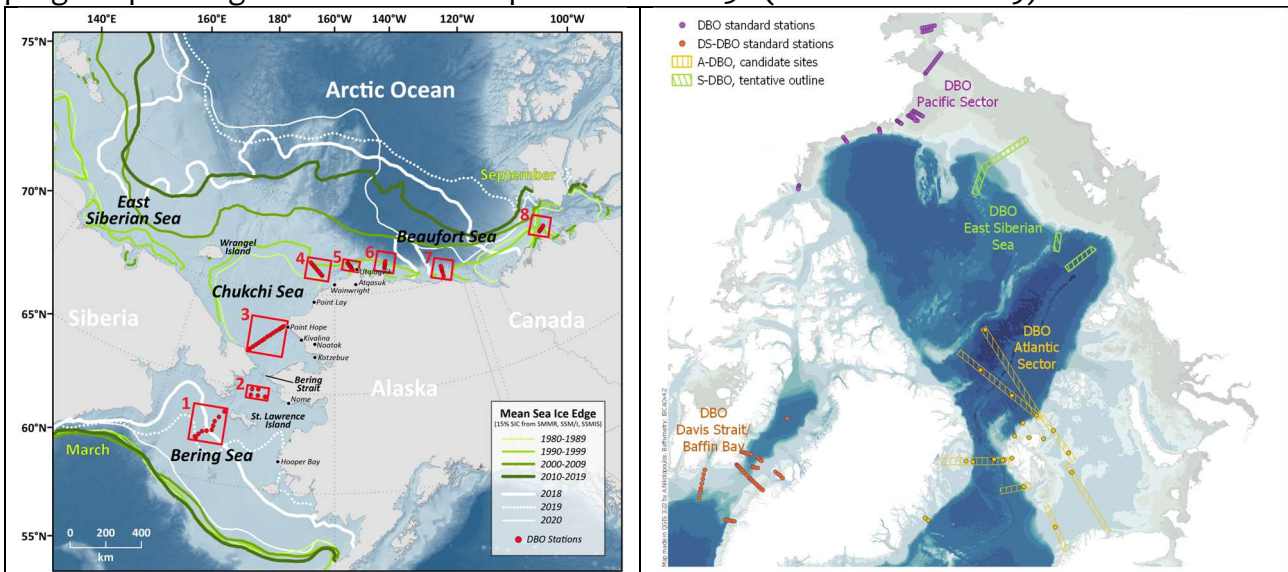 140°E 160°E 180° 160°W 140°W 120°W 100°W
75°N
70°N
65°N
60°N
55°N
Arctic Ocean
September
East
Siberian Sea
Wrangel
Island
Beaufort Sea
8
7
6
5
4
Utqiagvik
Atqasuk
Wainwright
Chukchi Sea
Point Lay
Siberia
Canada
3
Point Hope
Kivalina
Noatak
Kotzebue
Bering
Strait
Alaska
2
Nome
1
St. Lawrence
Island
March
Bering Sea
Hooper Bay
Mean Sea Ice Edge
(15% SIC from SMMR, SSM/I, SSMIS)
1980-1989
1990-1999
2000-2009
2010-2019
2018
2019
2020
DBO Stations
0 200 400
km
DBO standard stations
DS-DBO standard stations
A-DBO, candidate sites
S-DBO, tentative outline
DBO
Pacific Sector
DBO
East Siberian
Sea
DBO
Atlantic
Sector
DBO
Davis Strait/
Baffin Bay